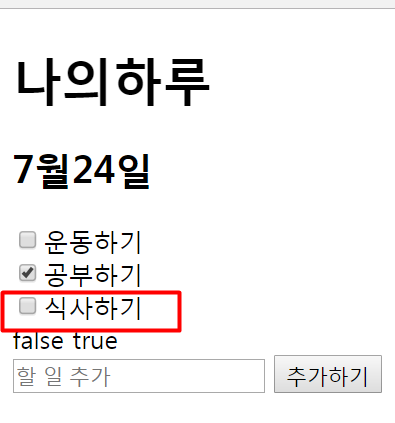 나의하루
7월24일
운동하기
공부하기
식사하기
false true
할 일 추가 추가하기